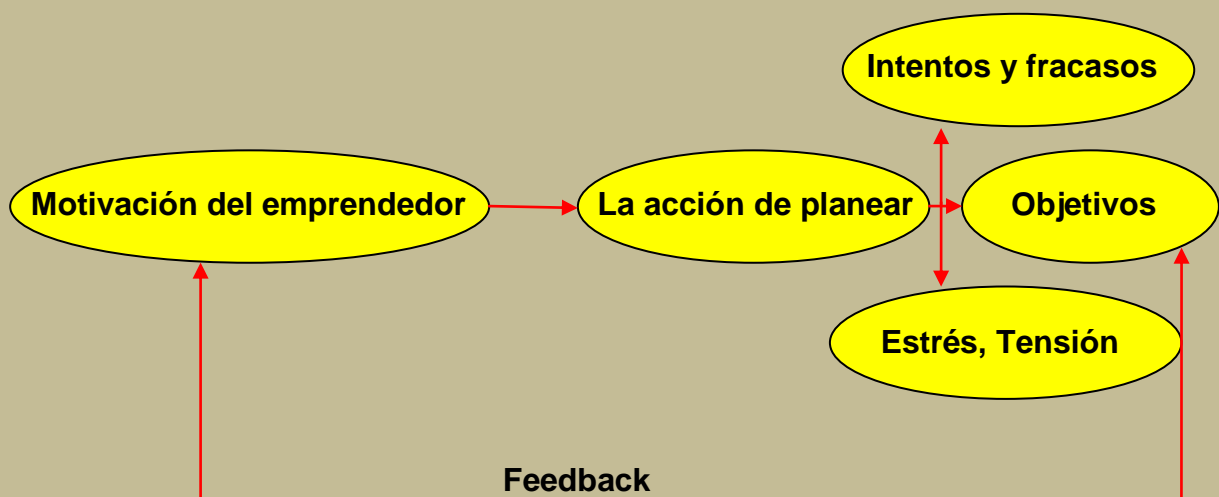 Intentos y fracasos
Motivación del emprendedor
La acción de planear
Objetivos
Estrés, Tensión
Feedback